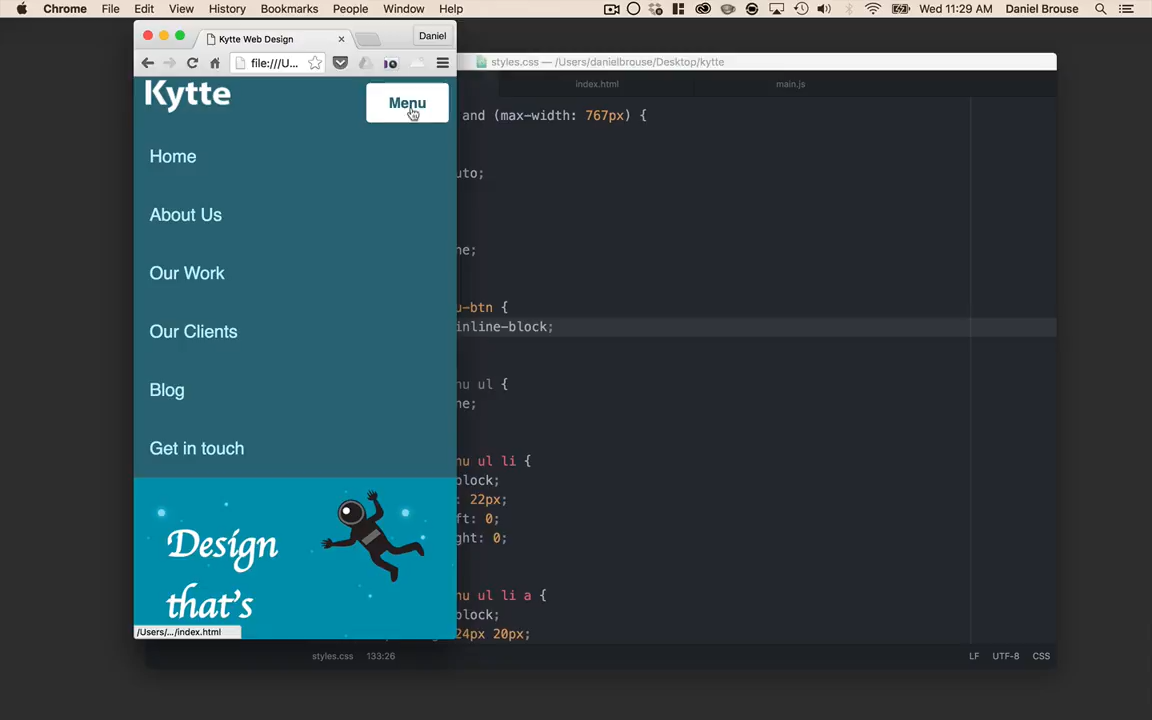 Chrome File Edit View History Bookmarks People Window Help Wed 11:29 AM Daniel Brouse
Kytte Web Design Daniel
file:///U...
styles.css — /Users/danielbrouse/Desktop/kytte
index.html main.js
Kytte
Menu
Home
About Us
Our Work
Our Clients
Blog
Get in touch
Design
that's
/Users/.../index.html
and (max-width: 767px) {
uto;
ne;
u-btn {
inline-block;
nu ul {
ne;
nu ul li {
block;
: 22px;
ft: 0;
ght: 0;
nu ul li a {
block;
24px 20px;
styles.css 133:26 LF UTF-8 CSS